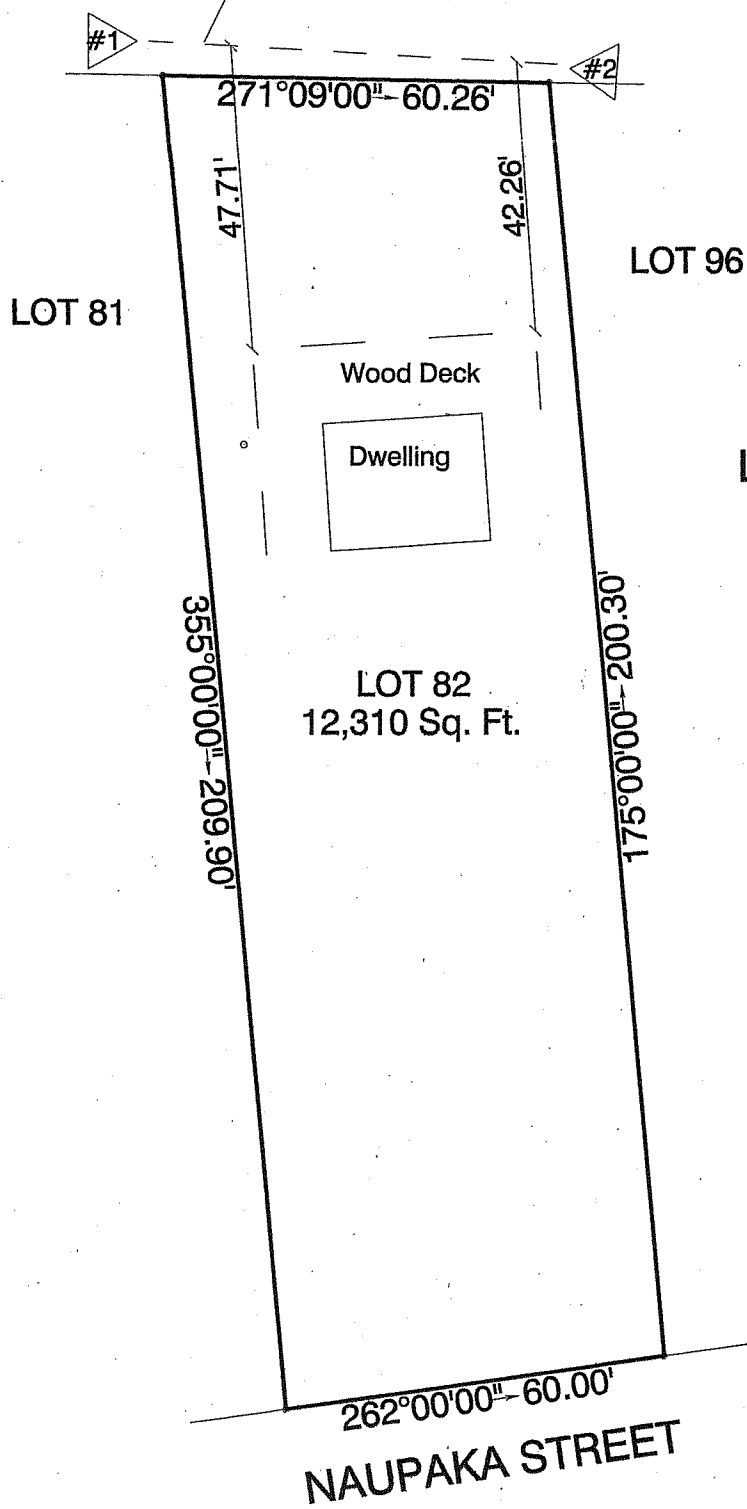 #1
#2
271°09'00"-60.26'
47.71'
42.26'
LOT 96
LOT 81
Wood Deck
Dwelling
355°00'00"-209.90'
175°00'00"-200.30'
LOT 82
12,310 Sq. Ft.
262°00'00"-60.00'
NAUPAKA STREET